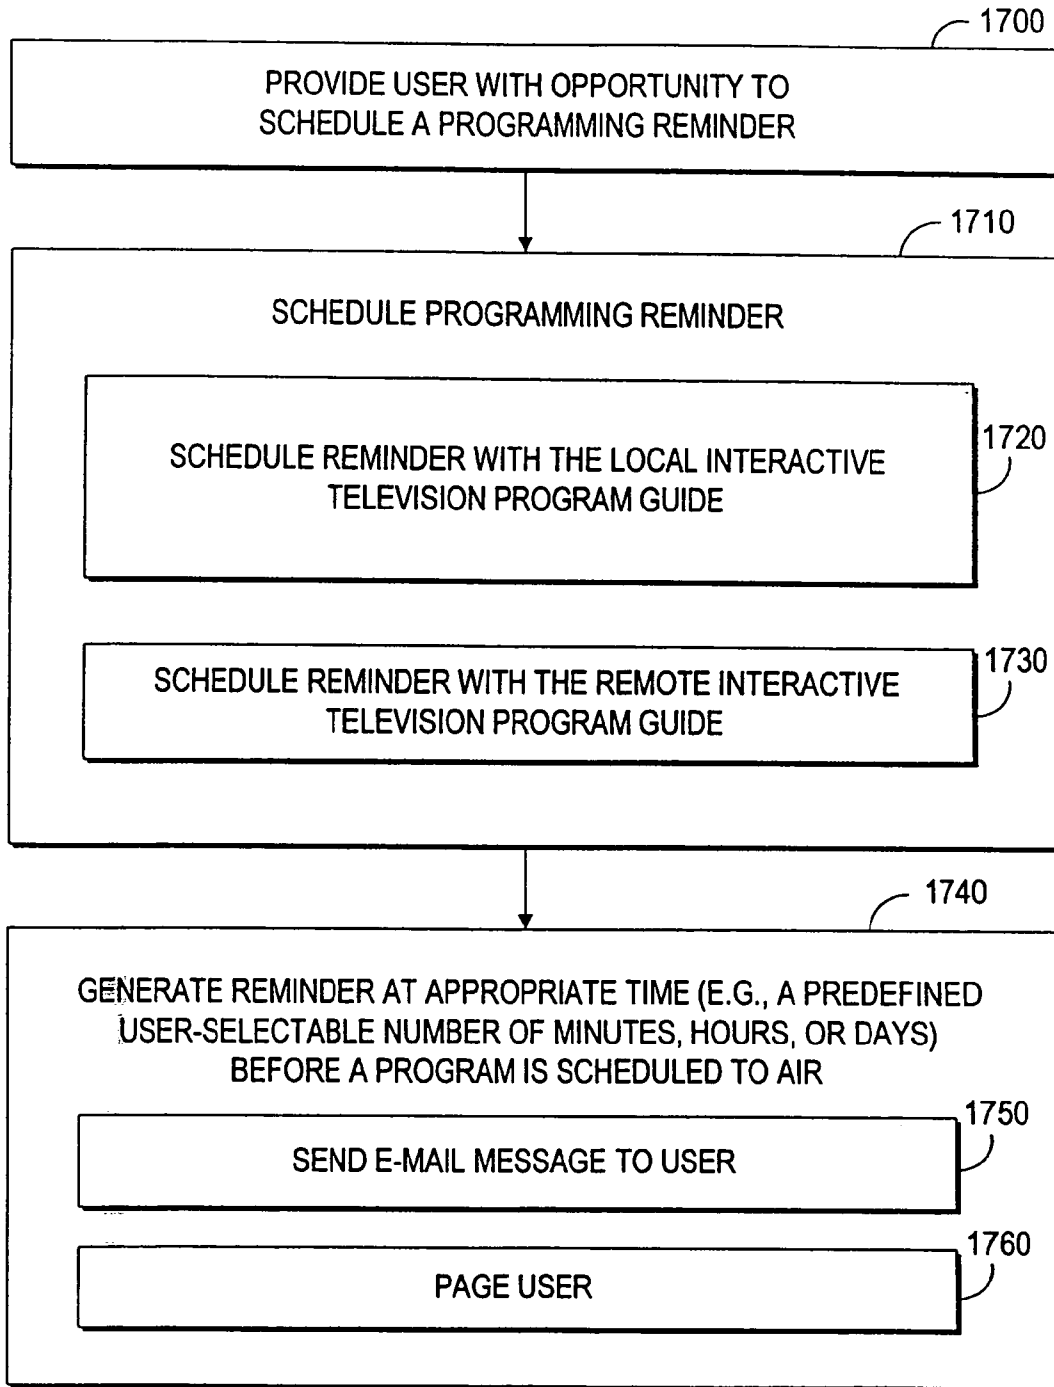 1700
PROVIDE USER WITH OPPORTUNITY TO
SCHEDULE A PROGRAMMING REMINDER
1710
SCHEDULE PROGRAMMING REMINDER
SCHEDULE REMINDER WITH THE LOCAL INTERACTIVE
TELEVISION PROGRAM GUIDE
1720
SCHEDULE REMINDER WITH THE REMOTE INTERACTIVE
TELEVISION PROGRAM GUIDE
1730
1740
GENERATE REMINDER AT APPROPRIATE TIME (E.G., A PREDEFINED
USER-SELECTABLE NUMBER OF MINUTES, HOURS, OR DAYS)
BEFORE A PROGRAM IS SCHEDULED TO AIR
1750
SEND E-MAIL MESSAGE TO USER
1760
PAGE USER